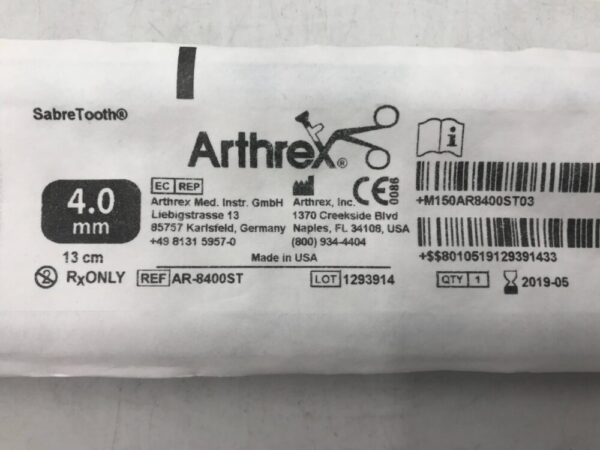 SabreTooth®
Arthrex®
4.0
mm
13 cm
EC REP
Arthrex Med. Instr. GmbH
Liebigstrasse 13
85757 Karlsfeld, Germany
+49 8131 5957-0
Arthrex, Inc.
1370 Creekside Blvd
Naples, FL 34108, USA
(800) 934-4404
CE 0086
Made in USA
i
+M150AR8400ST03
+$$8010519129391433
RxONLY
REF AR-8400ST
LOT 1293914
QTY 1
2019-05